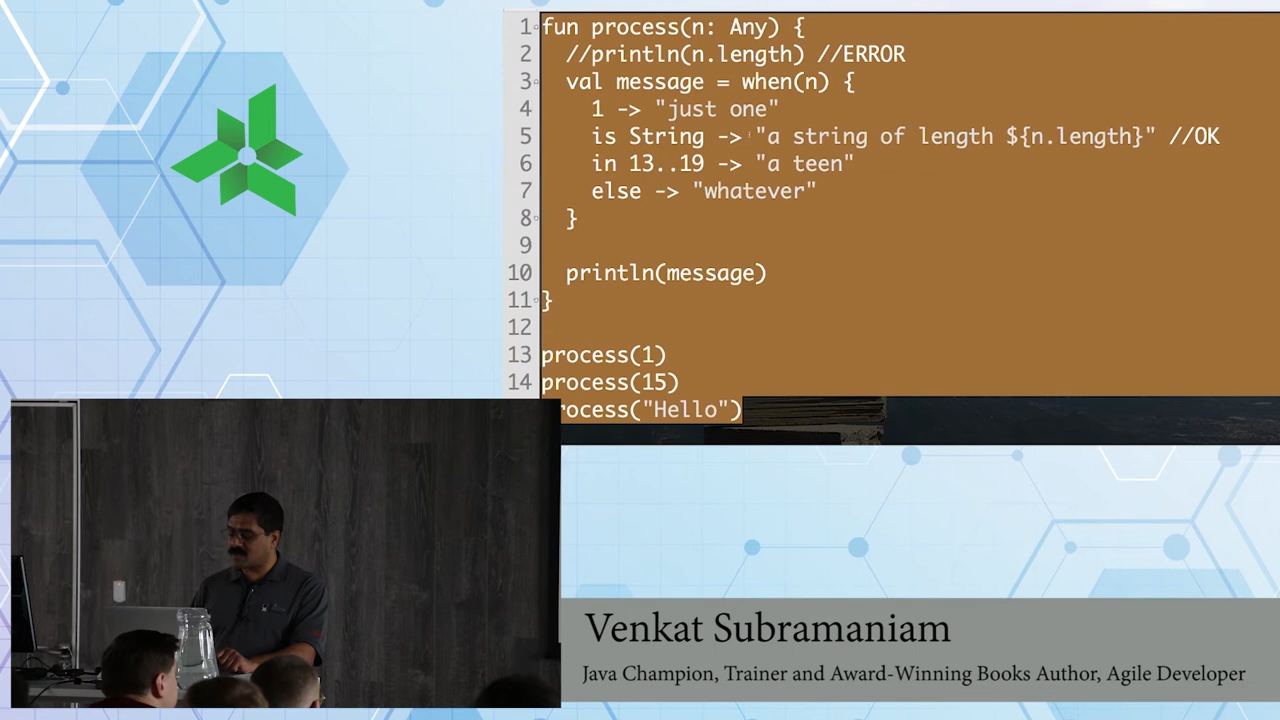 1 fun process(n: Any) {
2 //println(n.length) //ERROR
3 val message = when(n) {
4 1 -> "just one"
5 is String -> "a string of length ${n.length}" //OK
6 in 13..19 -> "a teen"
7 else -> "whatever"
8 }
9
10 println(message)
11 }
12
13 process(1)
14 process(15)
rocess("Hello")
Venkat Subramaniam
Java Champion, Trainer and Award-Winning Books Author, Agile Developer